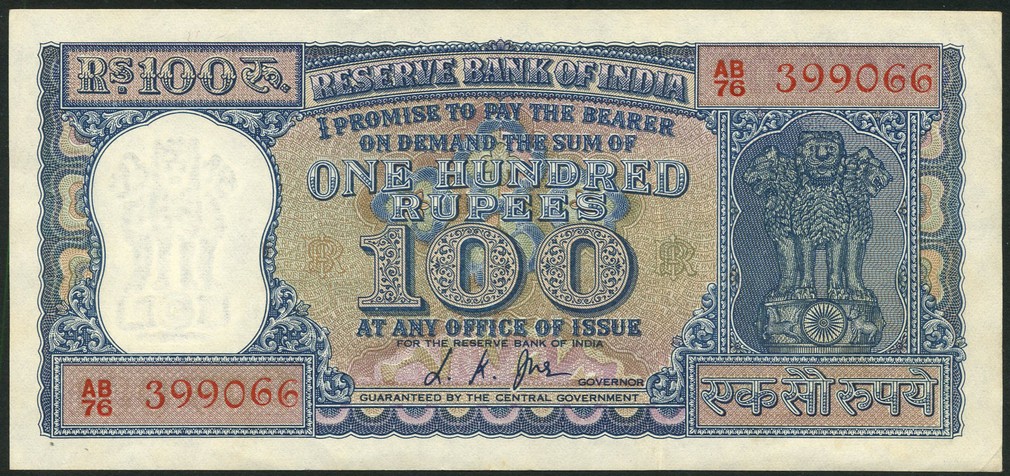 RS. 100 रु.
RESERVE BANK OF INDIA
AB
76 399066
I PROMISE TO PAY THE BEARER
ON DEMAND THE SUM OF
ONE HUNDRED
RUPEES
100
AT ANY OFFICE OF ISSUE
FOR THE RESERVE BANK OF INDIA
GOVERNOR
GUARANTEED BY THE CENTRAL GOVERNMENT
AB
76 399066
एक सौ रुपये